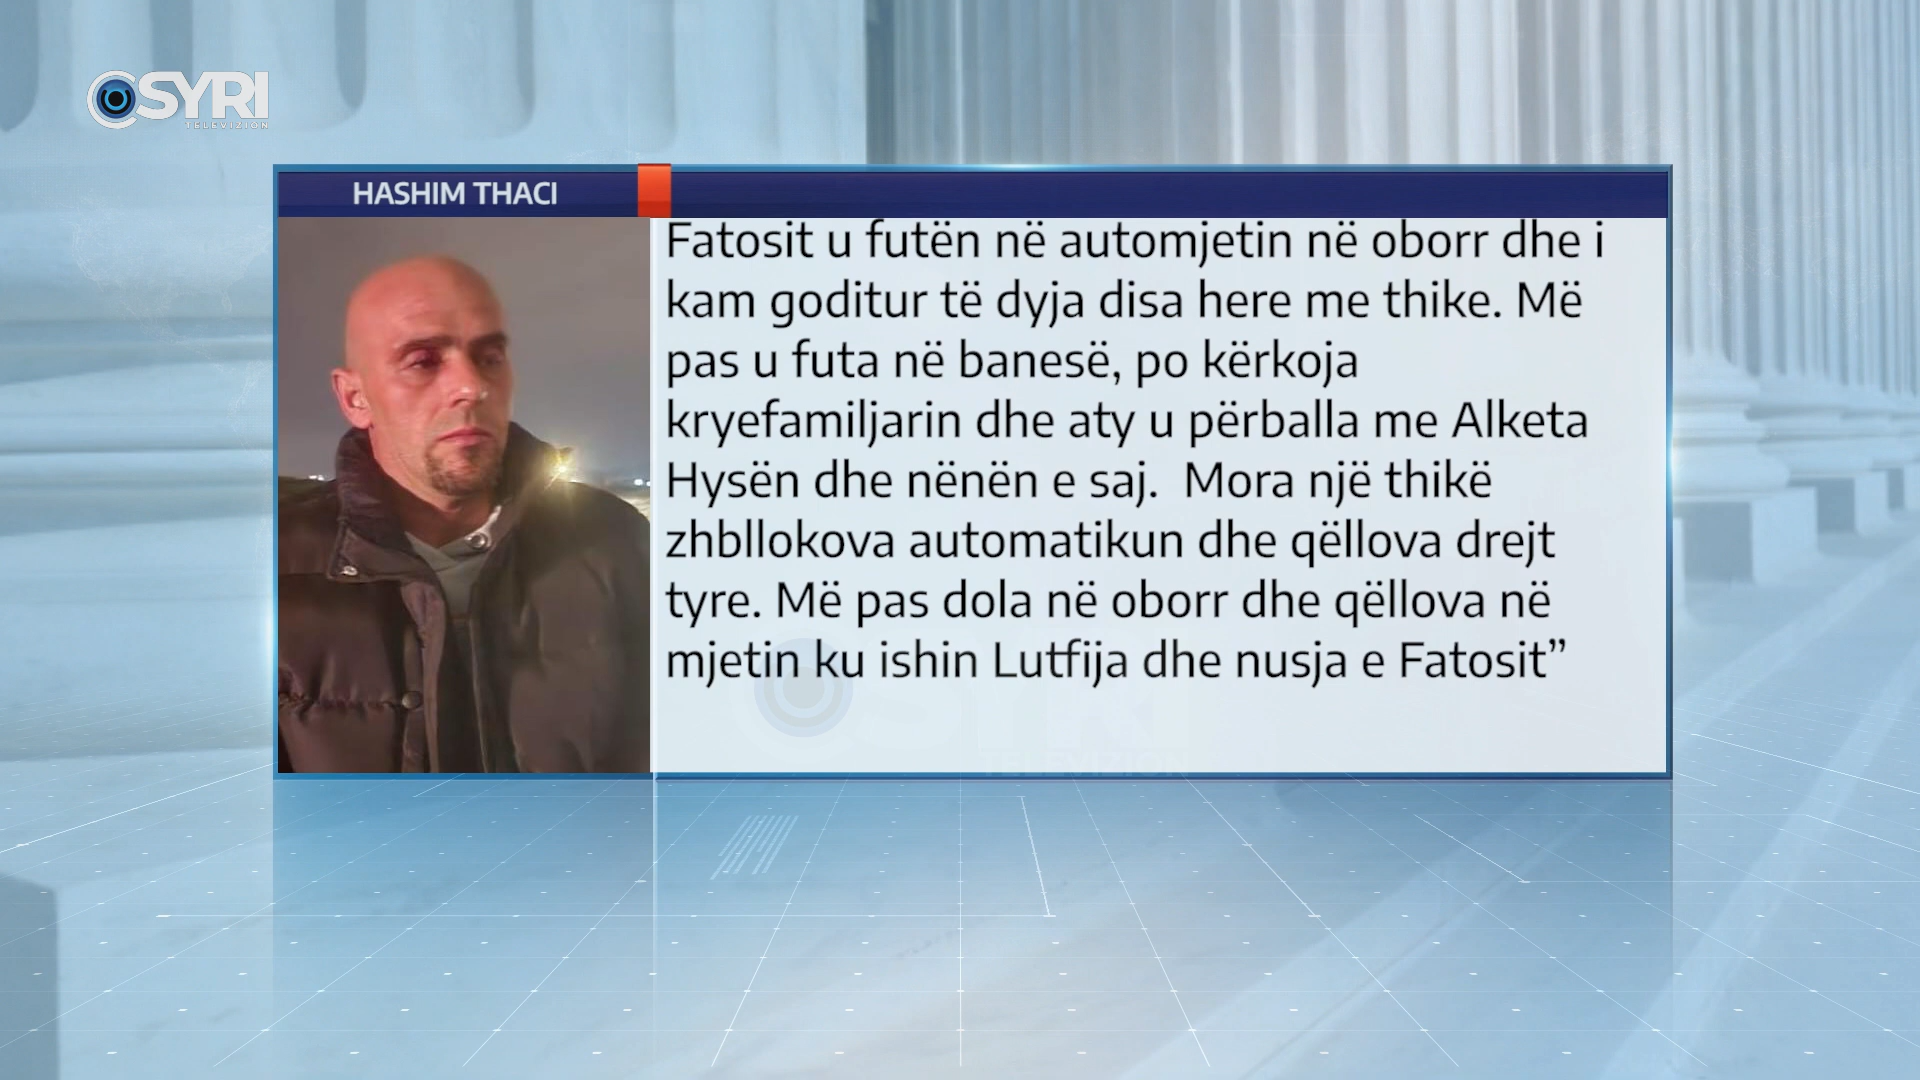 SYRI
TELEVIZION
HASHIM THACI
Fatosit u futën në automjetin në oborr dhe i
kam goditur të dyja disa here me thike. Më
pas u futa në banesë, po kërkoja
kryefamiljarin dhe aty u përballa me Alketa
Hysën dhe nënën e saj.  Mora një thikë
zhbllokova automatikun dhe qëllova drejt
tyre. Më pas dola në oborr dhe qëllova në
mjetin ku ishin Lutfija dhe nusja e Fatosit”
SYRI
TELEVIZION